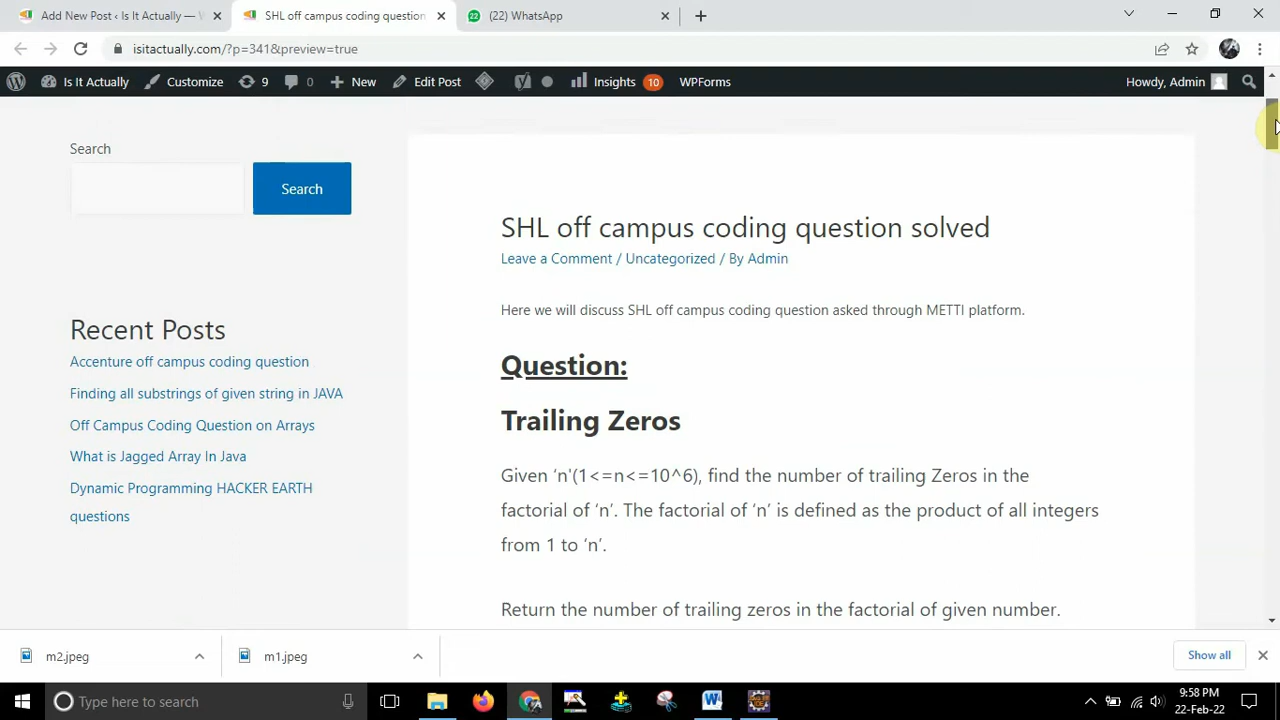 Add New Post ‹ Is It Actually — W
SHL off campus coding question
(22) WhatsApp
isitactually.com/?p=341&preview=true
Is It Actually
Customize
9
0
New
Edit Post
Insights
10
WPForms
Howdy, Admin
Search
Search
Recent Posts
Accenture off campus coding question
Finding all substrings of given string in JAVA
Off Campus Coding Question on Arrays
What is Jagged Array In Java
Dynamic Programming HACKER EARTH
questions
SHL off campus coding question solved
Leave a Comment / Uncategorized / By Admin
Here we will discuss SHL off campus coding question asked through METTI platform.
Question:
Trailing Zeros
Given ‘n'(1<=n<=10^6), find the number of trailing Zeros in the
factorial of ‘n’. The factorial of ‘n’ is defined as the product of all integers
from 1 to ‘n’.
Return the number of trailing zeros in the factorial of given number.
m2.jpeg
m1.jpeg
Show all
Type here to search
9:58 PM
22-Feb-22